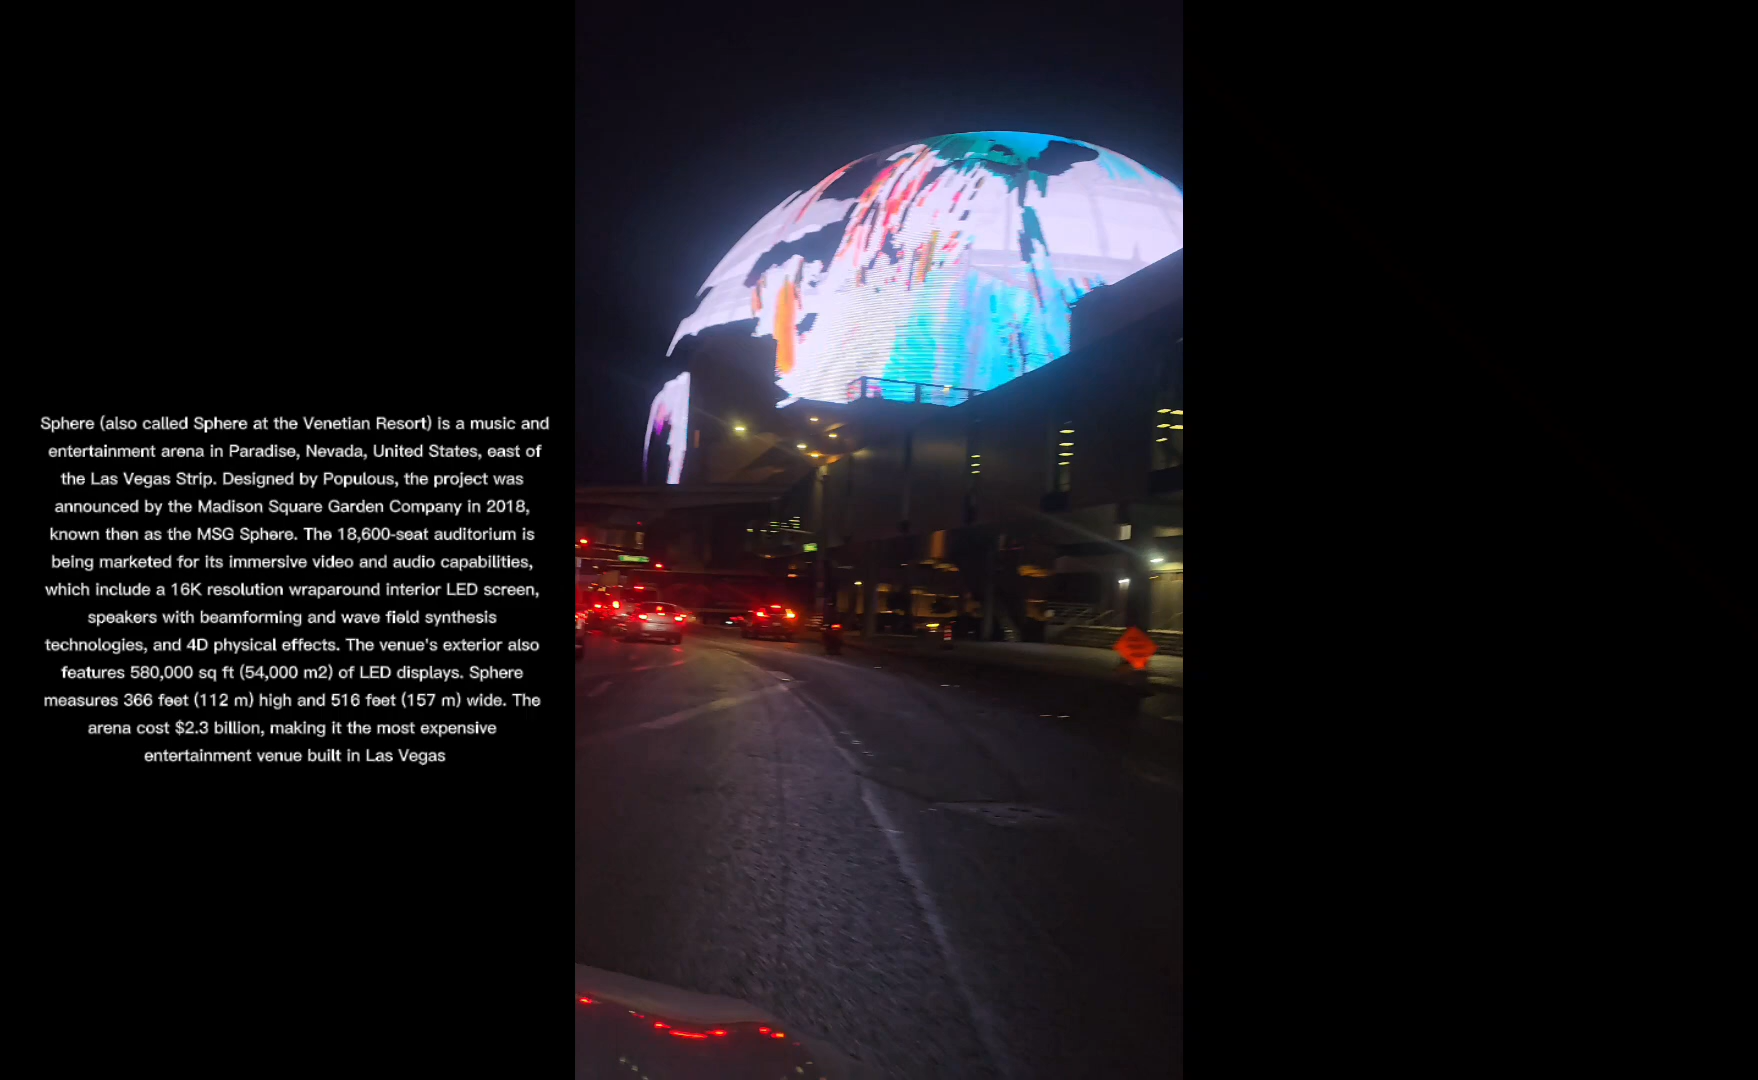 Sphere (also called Sphere at the Venetian Resort) is a music and
entertainment arena in Paradise, Nevada, United States, east of
the Las Vegas Strip. Designed by Populous, the project was
announced by the Madison Square Garden Company in 2018,
known then as the MSG Sphere. The 18,600-seat auditorium is
being marketed for its immersive video and audio capabilities,
which include a 16K resolution wraparound interior LED screen,
speakers with beamforming and wave field synthesis
technologies, and 4D physical effects. The venue's exterior also
features 580,000 sq ft (54,000 m2) of LED displays. Sphere
measures 366 feet (112 m) high and 516 feet (157 m) wide. The
arena cost $2.3 billion, making it the most expensive
entertainment venue built in Las Vegas